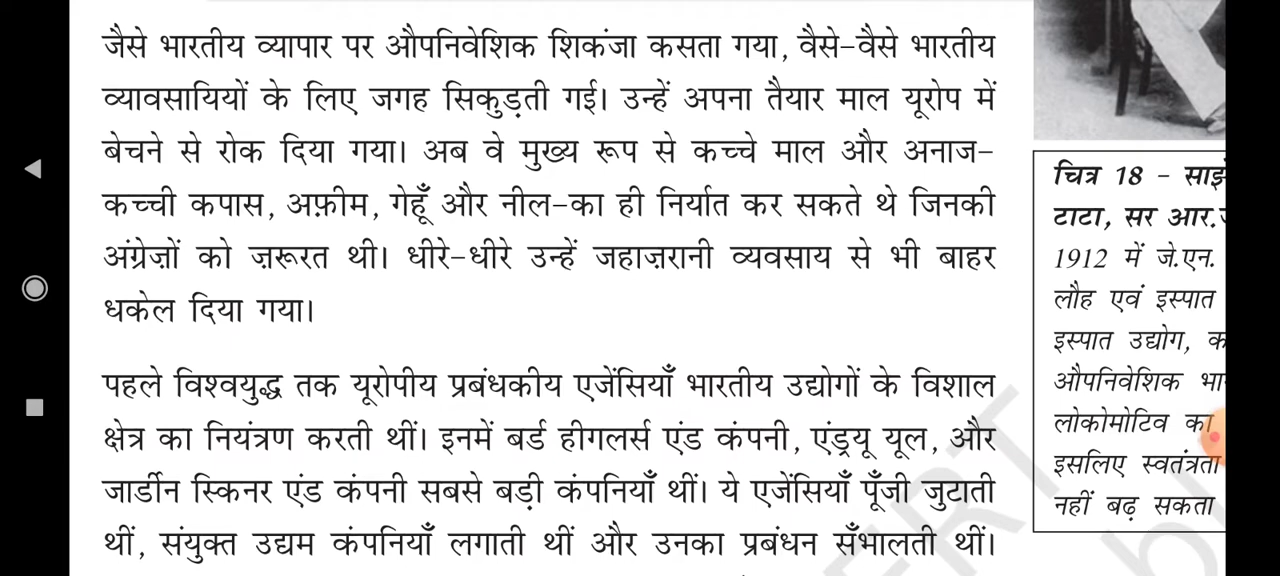 जैसे भारतीय व्यापार पर औपनिवेशिक शिकंजा कसता गया, वैसे-वैसे भारतीय
व्यावसायियों के लिए जगह सिकुड़ती गई। उन्हें अपना तैयार माल यूरोप में
बेचने से रोक दिया गया। अब वे मुख्य रूप से कच्चे माल और अनाज-
कच्ची कपास, अफ़ीम, गेहूँ और नील-का ही निर्यात कर सकते थे जिनकी
अंग्रेज़ों को ज़रूरत थी। धीरे-धीरे उन्हें जहाज़रानी व्यवसाय से भी बाहर
धकेल दिया गया।
पहले विश्वयुद्ध तक यूरोपीय प्रबंधकीय एजेंसियाँ भारतीय उद्योगों के विशाल
क्षेत्र का नियंत्रण करती थीं। इनमें बर्ड हीगलर्स एंड कंपनी, एंड्रयू यूल, और
जार्डीन स्किनर एंड कंपनी सबसे बड़ी कंपनियाँ थीं। ये एजेंसियाँ पूँजी जुटाती
थीं, संयुक्त उद्यम कंपनियाँ लगाती थीं और उनका प्रबंधन सँभालती थीं।
चित्र 18 -
टाटा, सर आर.
1912 में जे.एन.
लौह एवं इस्पात
इस्पात उद्योग,
औपनिवेशिक
लोकोमोटिव का
इसलिए स्वतंत्रता
नहीं बढ़ सकता